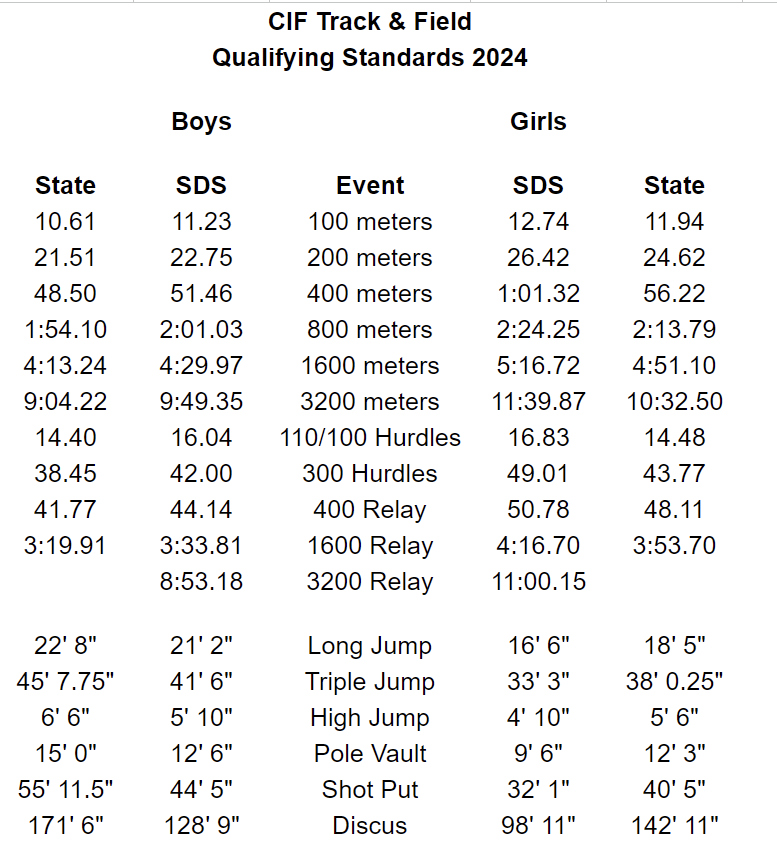 CIF Track & Field
Qualifying Standards 2024
Boys Girls
State SDS Event SDS State
10.61 11.23 100 meters 12.74 11.94
21.51 22.75 200 meters 26.42 24.62
48.50 51.46 400 meters 1:01.32 56.22
1:54.10 2:01.03 800 meters 2:24.25 2:13.79
4:13.24 4:29.97 1600 meters 5:16.72 4:51.10
9:04.22 9:49.35 3200 meters 11:39.87 10:32.50
14.40 16.04 110/100 Hurdles 16.83 14.48
38.45 42.00 300 Hurdles 49.01 43.77
41.77 44.14 400 Relay 50.78 48.11
3:19.91 3:33.81 1600 Relay 4:16.70 3:53.70
8:53.18 3200 Relay 11:00.15
22' 8" 21' 2" Long Jump 16' 6" 18' 5"
45' 7.75" 41' 6" Triple Jump 33' 3" 38' 0.25"
6' 6" 5' 10" High Jump 4' 10" 5' 6"
15' 0" 12' 6" Pole Vault 9' 6" 12' 3"
55' 11.5" 44' 5" Shot Put 32' 1" 40' 5"
171' 6" 128' 9" Discus 98' 11" 142' 11"